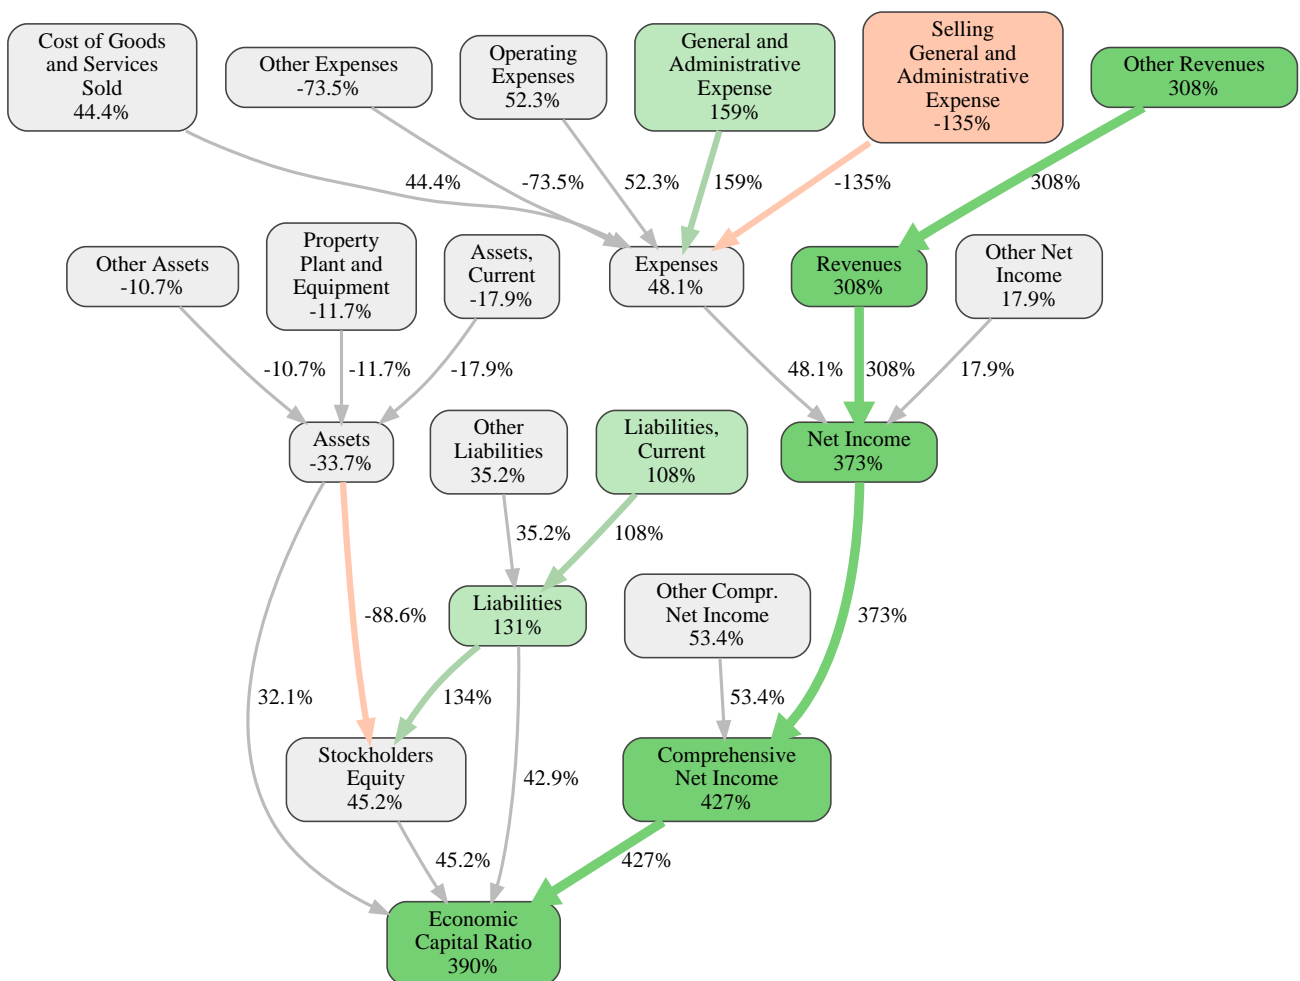 Cost of Goods
and Services
Sold
44.4%
Other Expenses
-73.5%
Operating
Expenses
52.3%
General and
Administrative
Expense
159%
Selling
General and
Administrative
Expense
-135%
Other Revenues
308%
44.4%
-73.5%
52.3%
159%
-135%
308%
Other Assets
-10.7%
Property
Plant and
Equipment
-11.7%
Assets,
Current
-17.9%
Expenses
48.1%
Revenues
308%
Other Net
Income
17.9%
-10.7%
-11.7%
-17.9%
48.1%
308%
17.9%
Assets
-33.7%
Other
Liabilities
35.2%
Liabilities,
Current
108%
Net Income
373%
35.2%
108%
Liabilities
131%
Other Compr.
Net Income
53.4%
-88.6%
373%
32.1%
134%
53.4%
Stockholders
Equity
45.2%
42.9%
Comprehensive
Net Income
427%
45.2%
427%
Economic
Capital Ratio
390%